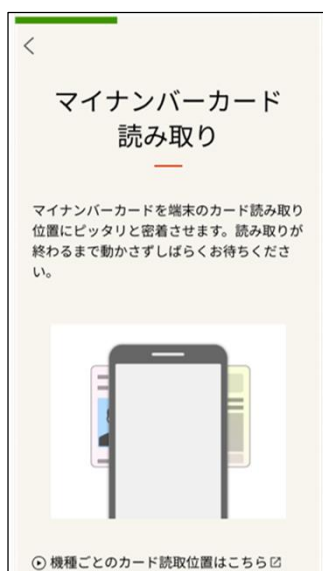 マイナンバーカード
読み取り
マイナンバーカードを端末のカード読み取り
位置にピッタリと密着させます。読み取りが
終わるまで動かさずしばらくお待ちくださ
い。
機種ごとのカード読取位置はこちら